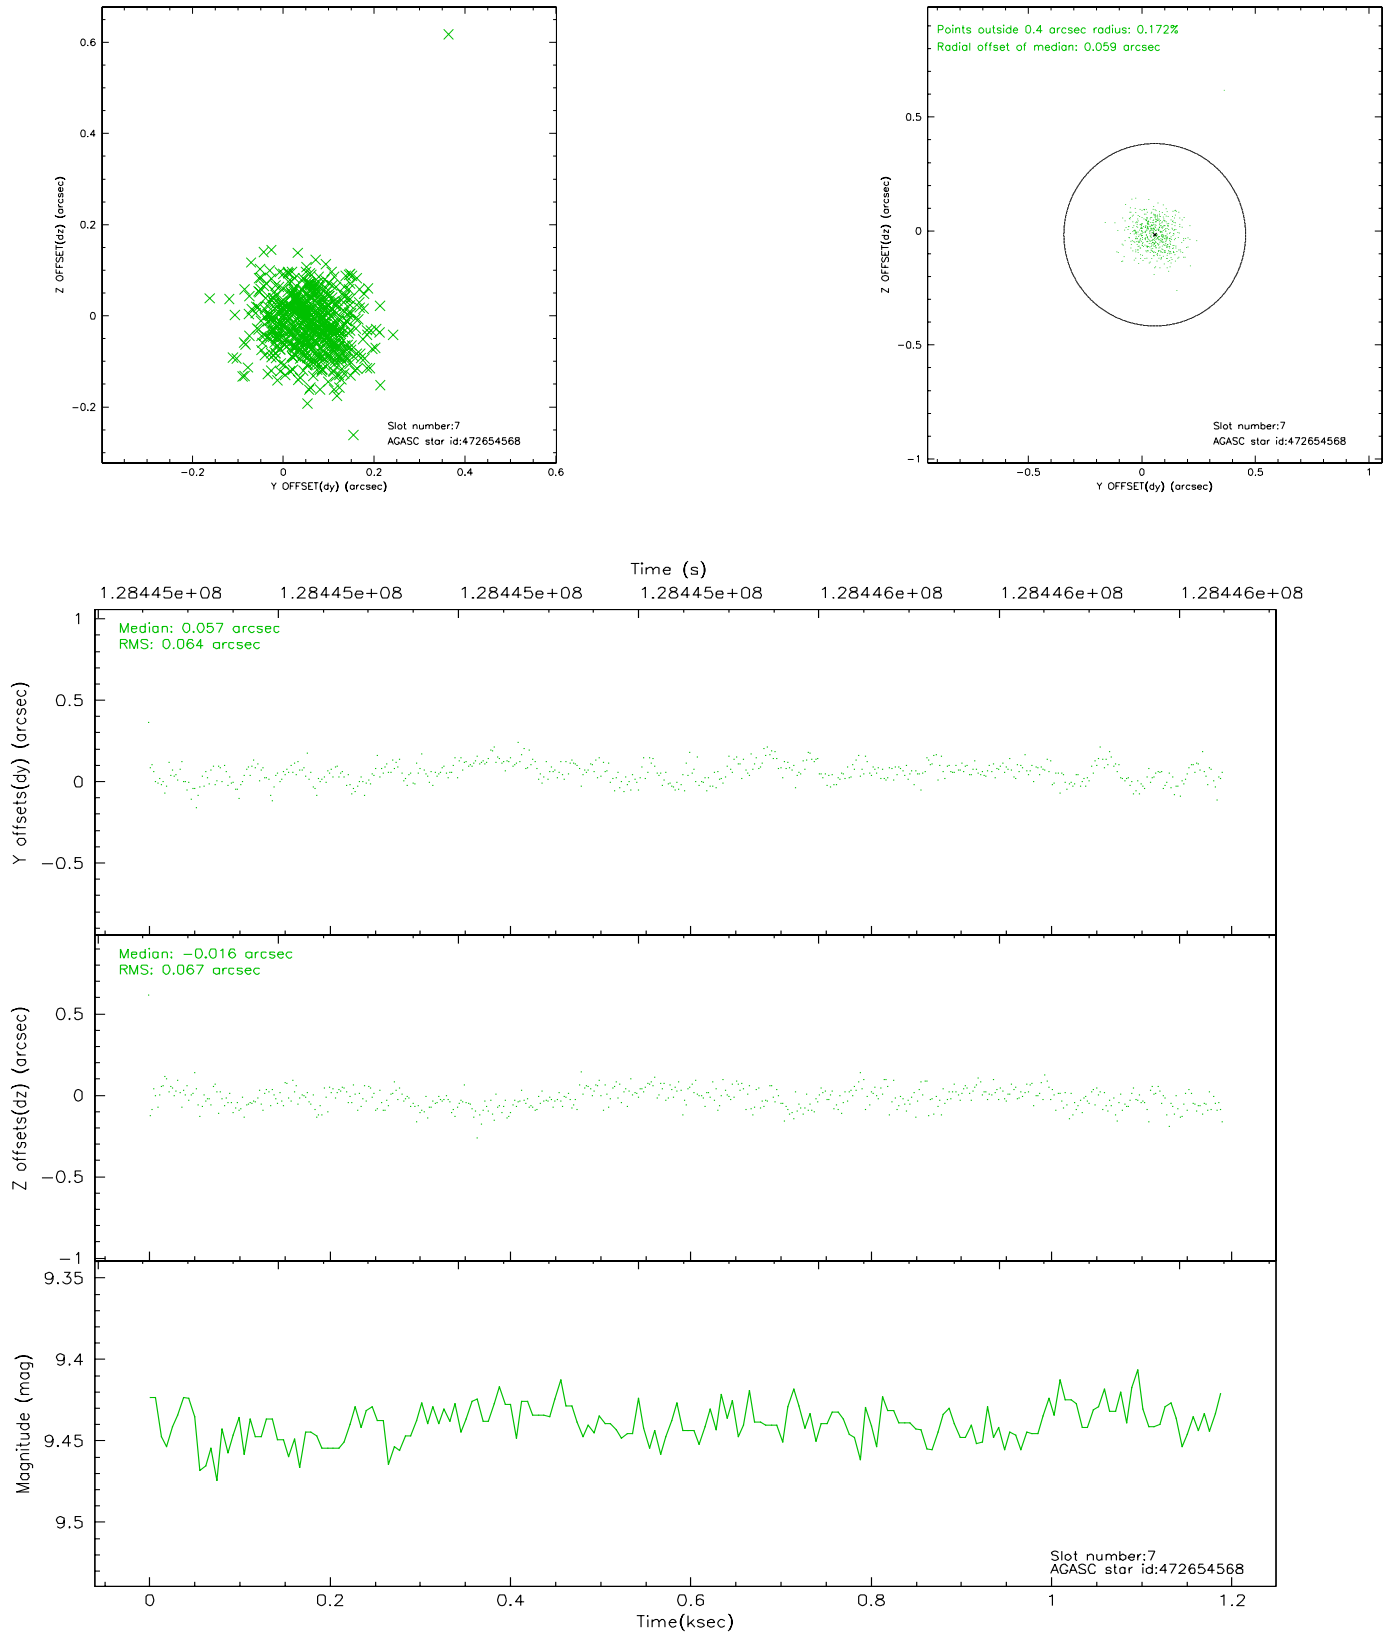 0.6
0.4
0.2
0
−0.2
Z OFFSET(dz) (arcsec)
Slot number:7
AGASC star id:472654568
−0.2 0 0.2 0.4 0.6
Y OFFSET(dy) (arcsec)
Points outside 0.4 arcsec radius: 0.172%
Radial offset of median: 0.059 arcsec
0.5
0
−0.5
−1
Z OFFSET(dz) (arcsec)
Slot number:7
AGASC star id:472654568
−0.5 0 0.5 1
Y OFFSET(dy) (arcsec)
Time (s)
1.28445e+08 1.28445e+08 1.28445e+08 1.28445e+08 1.28446e+08 1.28446e+08 1.28446e+08
Median: 0.057 arcsec
RMS: 0.064 arcsec
1
0.5
0
−0.5
Y offsets(dy) (arcsec)
Median: −0.016 arcsec
RMS: 0.067 arcsec
0.5
0
−0.5
−1
Z offsets(dz) (arcsec)
9.35
9.4
9.45
9.5
Magnitude (mag)
Slot number:7
AGASC star id:472654568
0 0.2 0.4 0.6 0.8 1 1.2
Time(ksec)